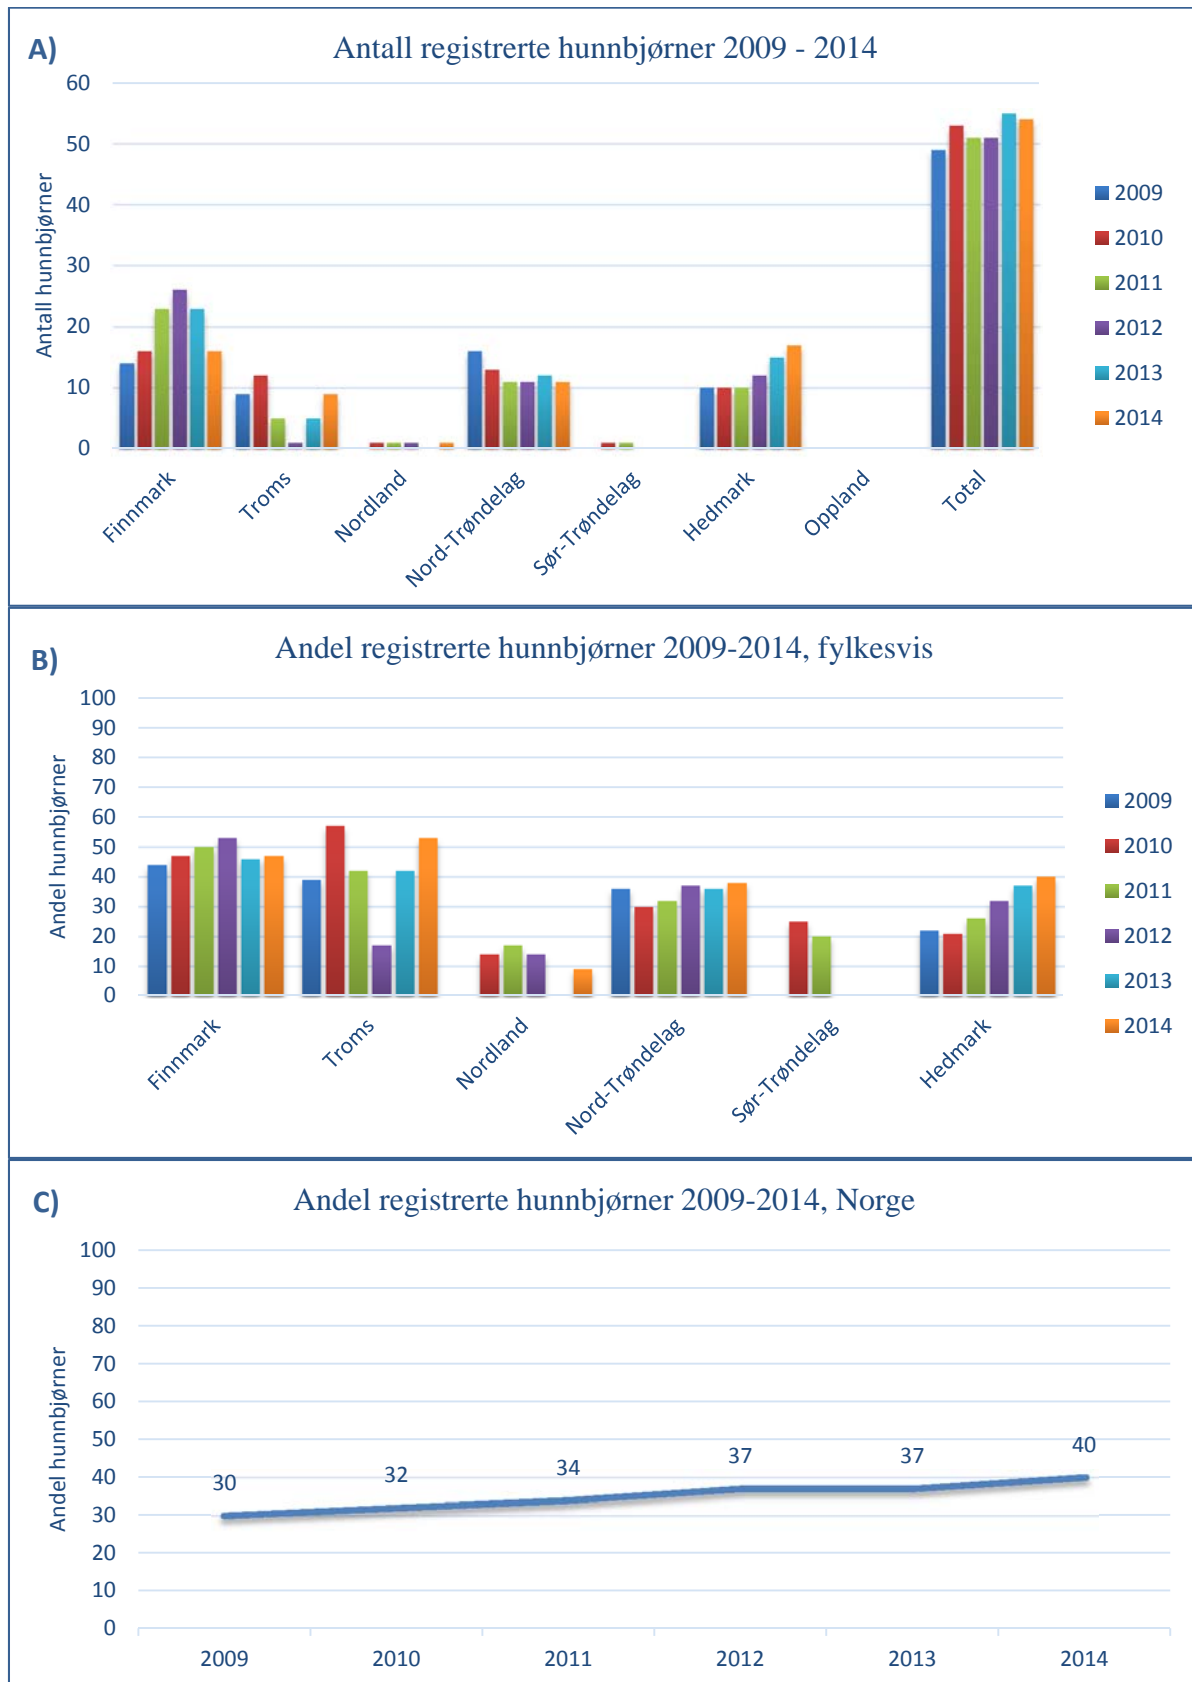 A)
Antall registrerte hunnbjørner 2009 - 2014
Antall hunnbjørner
60
50
40
30
20
10
0
Finnmark
Troms
Nordland
Nord-Trøndelag
Sør-Trøndelag
Hedmark
Oppland
Total
2009
2010
2011
2012
2013
2014
B)
Andel registrerte hunnbjørner 2009-2014, fylkesvis
Andel hunnbjørner
100
90
80
70
60
50
40
30
20
10
0
Finnmark
Troms
Nordland
Nord-Trøndelag
Sør-Trøndelag
Hedmark
2009
2010
2011
2012
2013
2014
C)
Andel registrerte hunnbjørner 2009-2014, Norge
Andel hunnbjørner
100
90
80
70
60
50
40
30
20
10
0
30
32
34
37
37
40
2009
2010
2011
2012
2013
2014